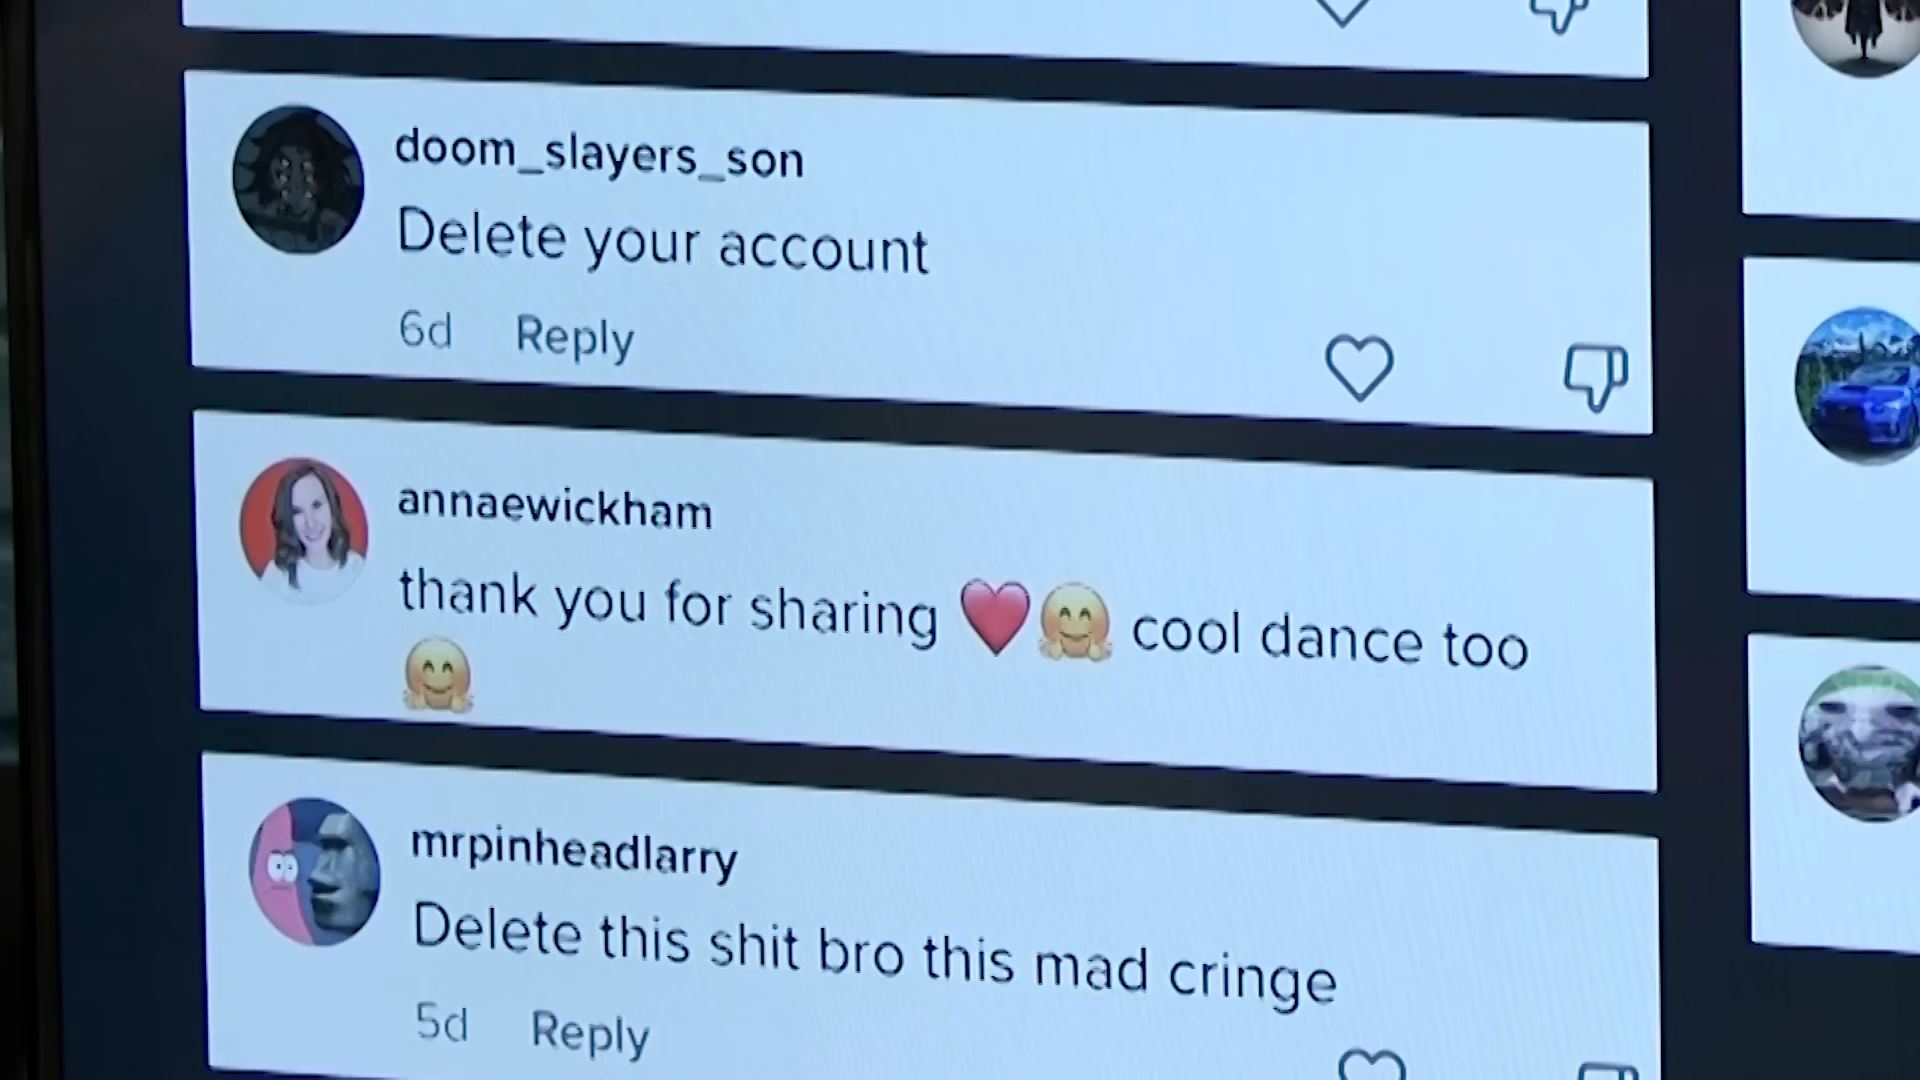 doom_slayers_son
Delete your account
6d Reply
annaewickham
thank you for sharing ❤️🤗 cool dance too
🤗
mrpinheadlarry
Delete this shit bro this mad cringe
5d Reply